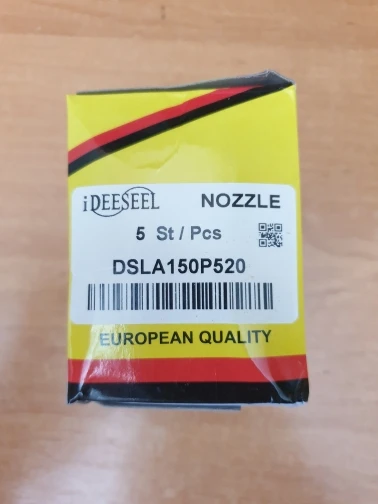 iDEESEEL NOZZLE
5 St / Pcs
DSLA150P520
EUROPEAN QUALITY